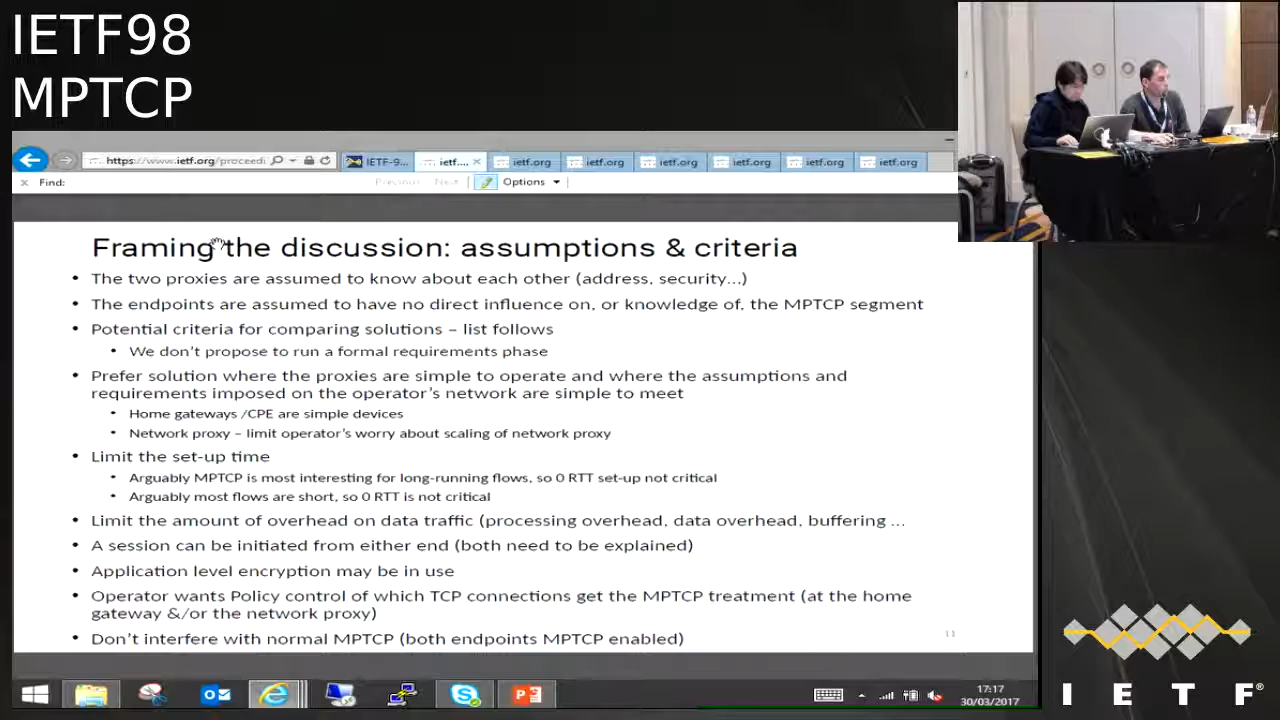 IETF98
MPTCP
https://www.ietf.org/proceedi
IETF-9...
ietf....
ietf.org
ietf.org
ietf.org
ietf.org
ietf.org
ietf.org
Find:
Previous
Next
Options
Framing the discussion: assumptions & criteria
• The two proxies are assumed to know about each other (address, security...)
• The endpoints are assumed to have no direct influence on, or knowledge of, the MPTCP segment
• Potential criteria for comparing solutions – list follows
• We don't propose to run a formal requirements phase
• Prefer solution where the proxies are simple to operate and where the assumptions and
requirements imposed on the operator's network are simple to meet
• Home gateways /CPE are simple devices
• Network proxy – limit operator's worry about scaling of network proxy
• Limit the set-up time
• Arguably MPTCP is most interesting for long-running flows, so 0 RTT set-up not critical
• Arguably most flows are short, so 0 RTT is not critical
• Limit the amount of overhead on data traffic (processing overhead, data overhead, buffering ...
• A session can be initiated from either end (both need to be explained)
• Application level encryption may be in use
• Operator wants Policy control of which TCP connections get the MPTCP treatment (at the home
gateway &/or the network proxy)
• Don't interfere with normal MPTCP (both endpoints MPTCP enabled)
11
17:17
30/03/2017
I E T F®